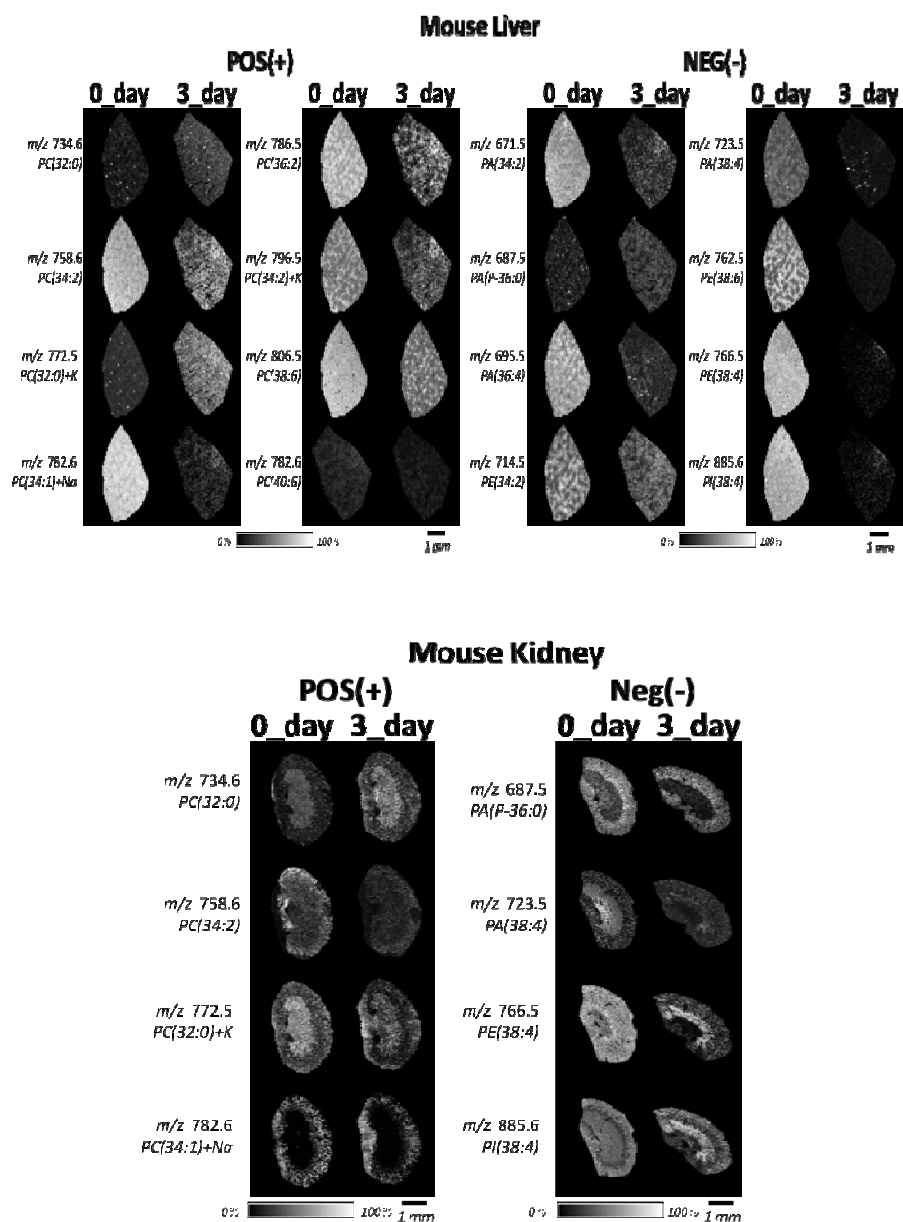 Mouse Liver
POS(+)
NEG(-)
0_day 3_day 0_day 3_day 0_day 3_day 0_day 3_day
m/z 734.6
PC(32:0)
m/z 786.5
PC(36:2)
m/z 671.5
PA(34:2)
m/z 723.5
PA(38:4)
m/z 758.6
PC(34:2)
m/z 796.5
PC(34:2)+K
m/z 687.5
PA(P-36:0)
m/z 762.5
PE(38:6)
m/z 772.5
PC(32:0)+K
m/z 806.5
PC(38:6)
m/z 695.5
PA(36:4)
m/z 766.5
PE(38:4)
m/z 782.6
PC(34:1)+Na
m/z 782.6
PC(40:6)
m/z 714.5
PE(34:2)
m/z 885.6
PI(38:4)
0% 100% 1 mm 0% 100% 1 mm
Mouse Kidney
POS(+) Neg(-)
0_day 3_day 0_day 3_day
m/z 734.6
PC(32:0)
m/z 687.5
PA(P-36:0)
m/z 758.6
PC(34:2)
m/z 723.5
PA(38:4)
m/z 772.5
PC(32:0)+K
m/z 766.5
PE(38:4)
m/z 782.6
PC(34:1)+Na
m/z 885.6
PI(38:4)
0% 100% 1 mm 0% 100% 1 mm